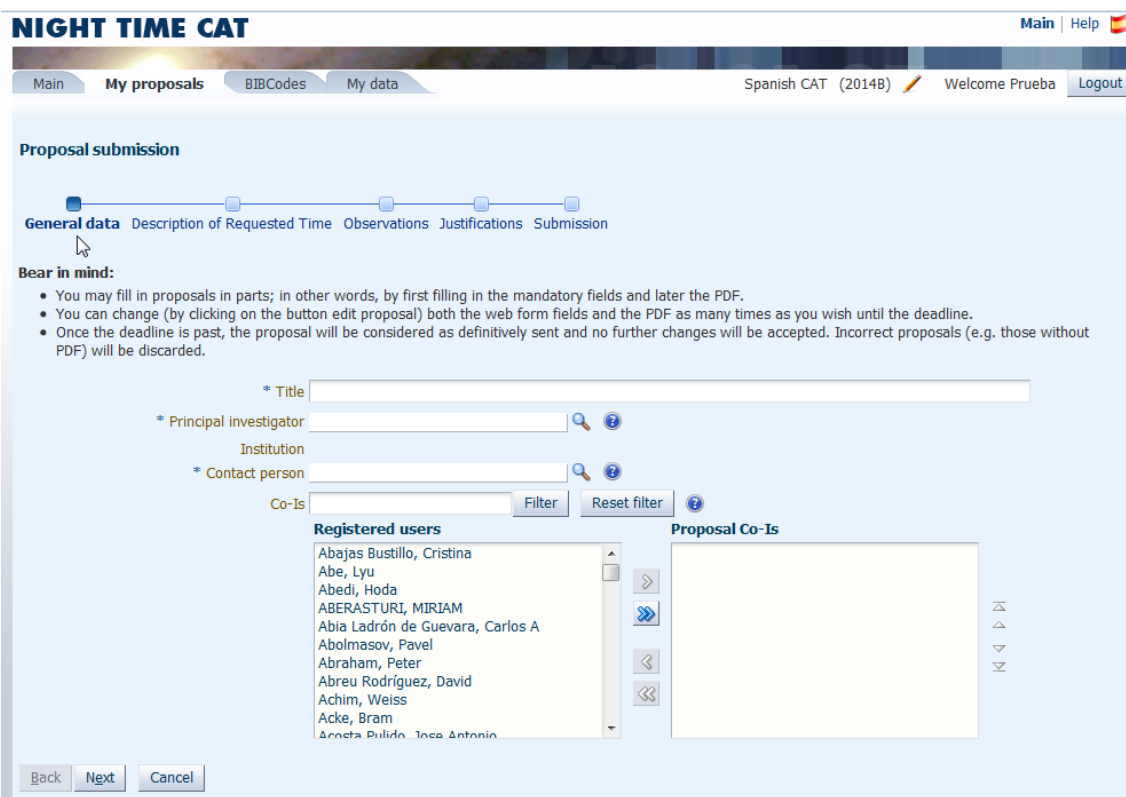 NIGHT TIME CAT
Main | Help
Main My proposals BIBCodes My data Spanish CAT (2014B) Welcome Prueba Logout
Proposal submission
General data Description of Requested Time Observations Justifications Submission
Bear in mind:
• You may fill in proposals in parts; in other words, by first filling in the mandatory fields and later the PDF.
• You can change (by clicking on the button edit proposal) both the web form fields and the PDF as many times as you wish until the deadline.
• Once the deadline is past, the proposal will be considered as definitively sent and no further changes will be accepted. Incorrect proposals (e.g. those without
PDF) will be discarded.
* Title
* Principal investigator
Institution
* Contact person
Co-Is Filter Reset filter
Registered users Proposal Co-Is
Abajas Bustillo, Cristina
Abe, Lyu
Abedi, Hoda
ABERASTURI, MIRIAM
Abia Ladrón de Guevara, Carlos A
Abolmasov, Pavel
Abraham, Peter
Abreu Rodríguez, David
Achim, Weiss
Acke, Bram
Acosta Pulido, Jose Antonio
Back Next Cancel